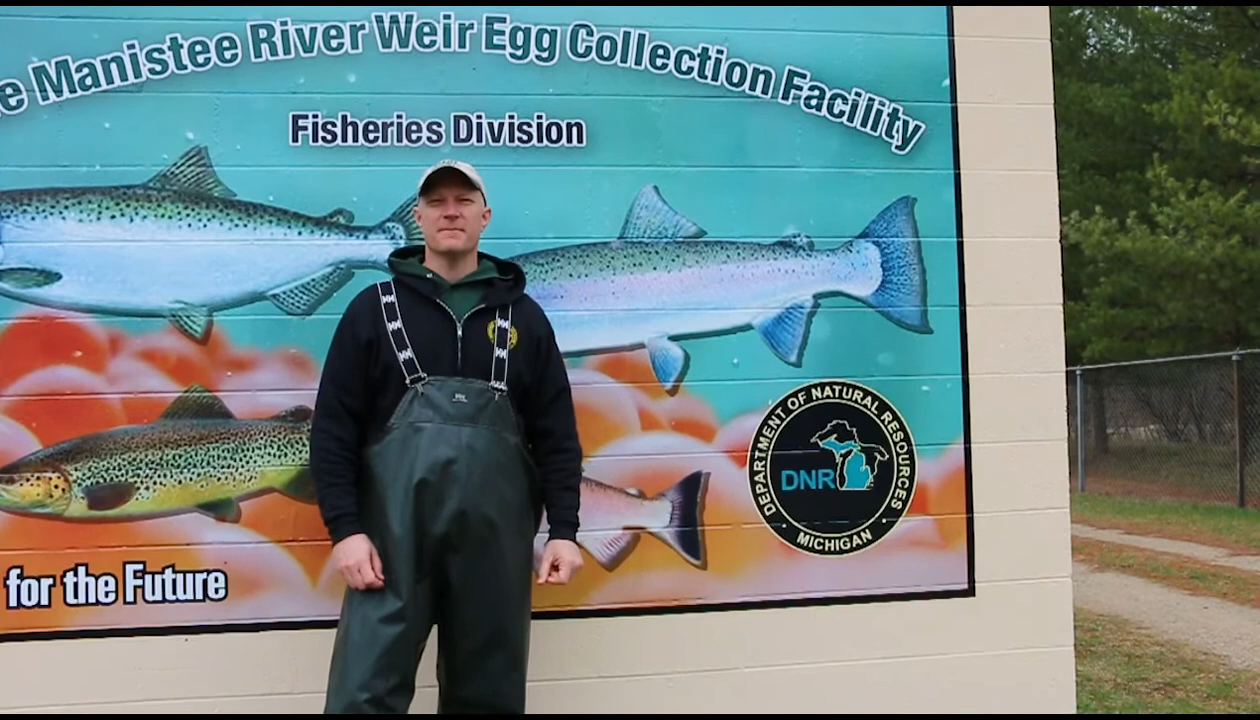 e Manistee River Weir Egg Collection Facility
Fisheries Division
DEPARTMENT OF NATURAL RESOURCES
DNR
MICHIGAN
for the Future